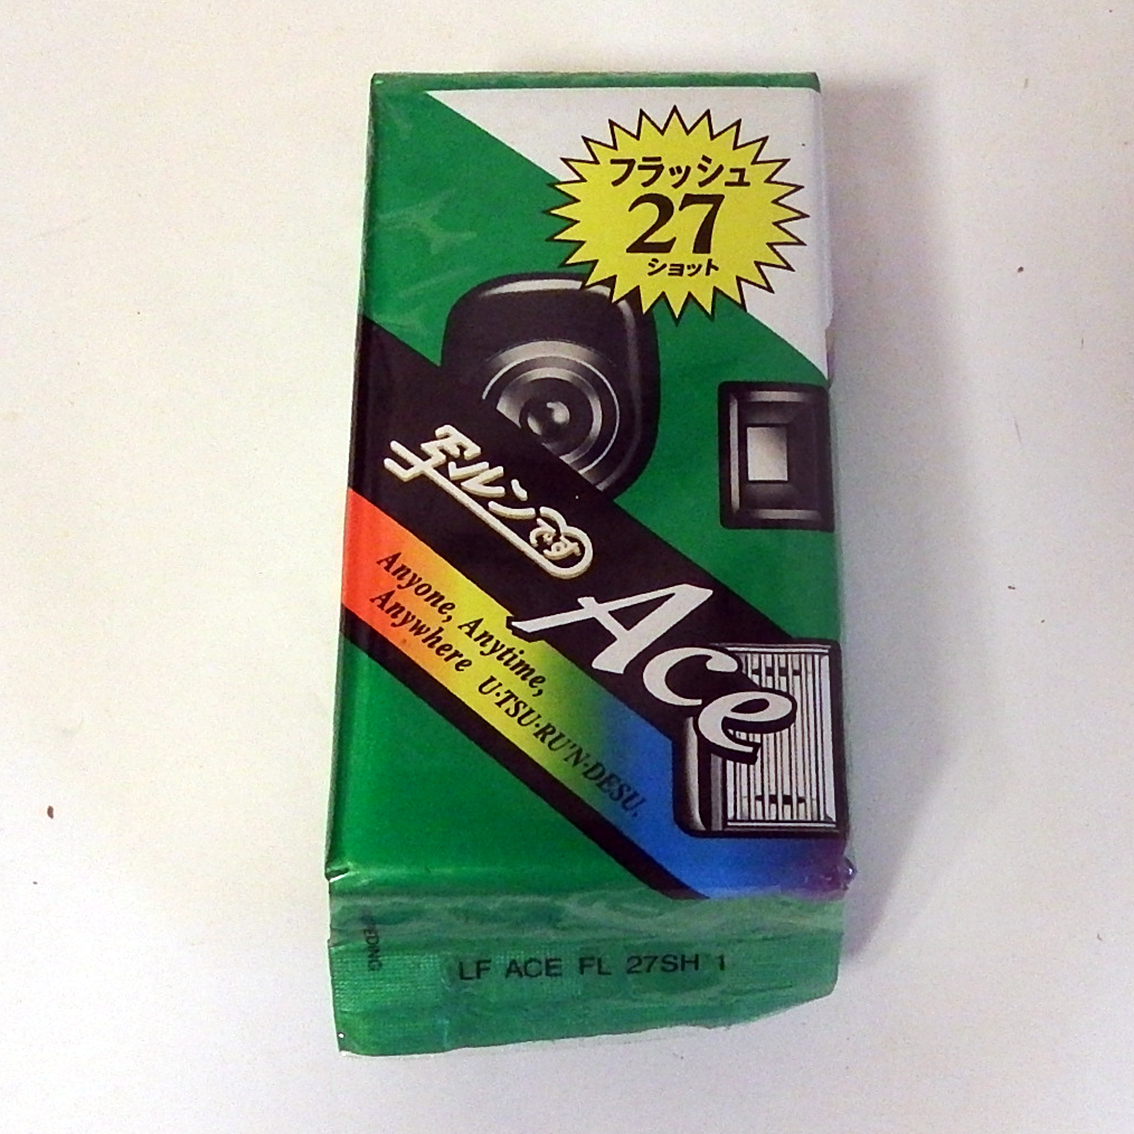 フラッシュ
27
ショット
写ルンです
Ace
Anyone, Anytime,
Anywhere U·TSU·RU'N·DESU.
LF ACE FL 27SH 1